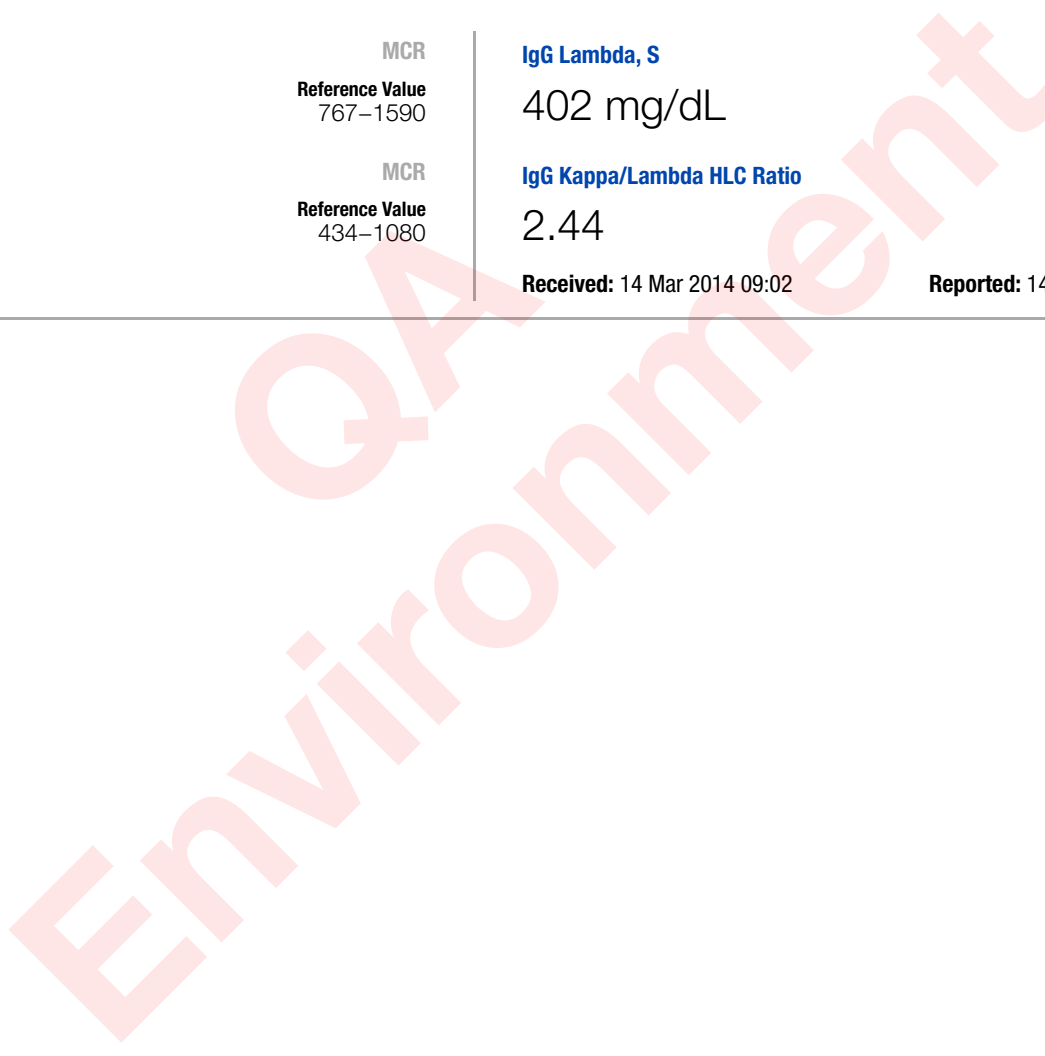 MCR
Reference Value
767–1590
MCR
Reference Value
434–1080
IgG Lambda, S
402 mg/dL
IgG Kappa/Lambda HLC Ratio
2.44
Received: 14 Mar 2014 09:02
Reported: 14
QA
Environment